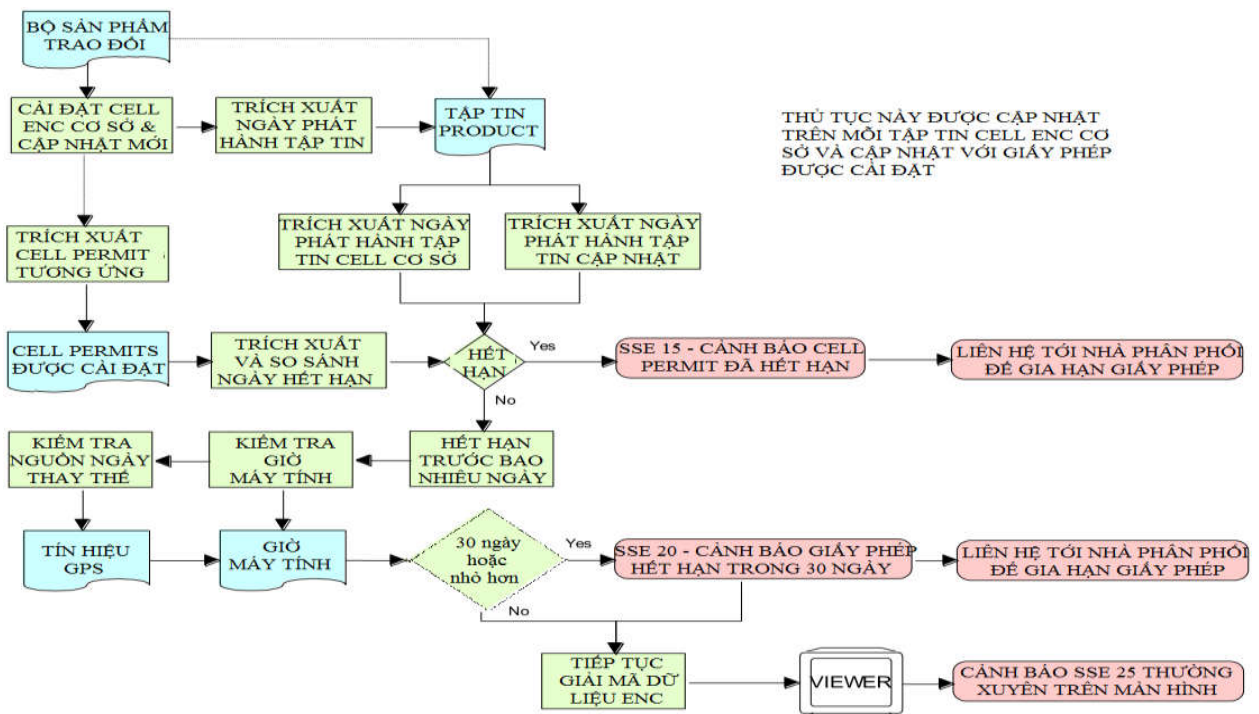 BỘ SẢN PHẨM
TRAO ĐỔI
CÀI ĐẶT CELL
ENC CƠ SỞ &
CẬP NHẬT MỚI
TRÍCH XUẤT
NGÀY PHÁT
HÀNH TẬP TIN
TẬP TIN
PRODUCT
THỦ TỤC NÀY ĐƯỢC CẬP NHẬT
TRÊN MỖI TẬP TIN CELL ENC CƠ
SỞ VÀ CẬP NHẬT VỚI GIẤY PHÉP
ĐƯỢC CÀI ĐẶT
TRÍCH XUẤT
CELL PERMIT
TƯƠNG ỨNG
TRÍCH XUẤT NGÀY
PHÁT HÀNH TẬP
TIN CELL CƠ SỞ
TRÍCH XUẤT NGÀY
PHÁT HÀNH TẬP
TIN CẬP NHẬT
CELL PERMITS
ĐƯỢC CÀI ĐẶT
TRÍCH XUẤT
VÀ SO SÁNH
NGÀY HẾT HẠN
HẾT
HẠN
Yes
SSE 15 - CẢNH BÁO CELL
PERMIT ĐÃ HẾT HẠN
LIÊN HỆ TỚI NHÀ PHÂN PHỐI
ĐỂ GIA HẠN GIẤY PHÉP
No
KIỂM TRA
NGUỒN NGÀY
THAY THẾ
KIỂM TRA
GIỜ
MÁY TÍNH
HẾT HẠN
TRƯỚC BAO
NHIÊU NGÀY
TÍN HIỆU
GPS
GIỜ
MÁY TÍNH
30 ngày
hoặc
nhỏ hơn
Yes
SSE 20 - CẢNH BÁO GIẤY PHÉP
HẾT HẠN TRONG 30 NGÀY
LIÊN HỆ TỚI NHÀ PHÂN PHỐI
ĐỂ GIA HẠN GIẤY PHÉP
No
TIẾP TỤC
GIẢI MÃ DỮ
LIỆU ENC
VIEWER
CẢNH BÁO SSE 25 THƯỜNG
XUYÊN TRÊN MÀN HÌNH